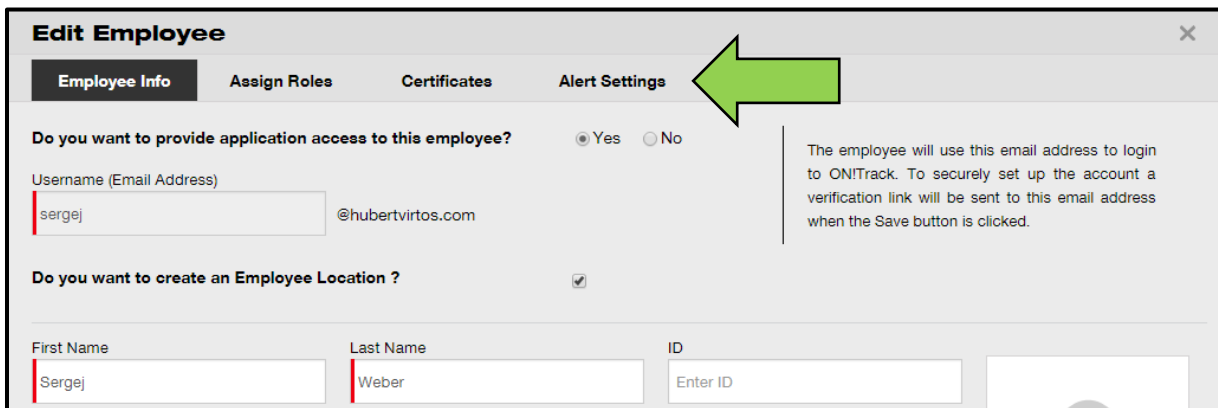 Edit Employee
Employee Info Assign Roles Certificates Alert Settings
Do you want to provide application access to this employee? Yes No
The employee will use this email address to login
to ON!Track. To securely set up the account a
verification link will be sent to this email address
when the Save button is clicked.
Username (Email Address)
sergej @hubertvirtos.com
Do you want to create an Employee Location ?
First Name Last Name ID
Sergej Weber Enter ID